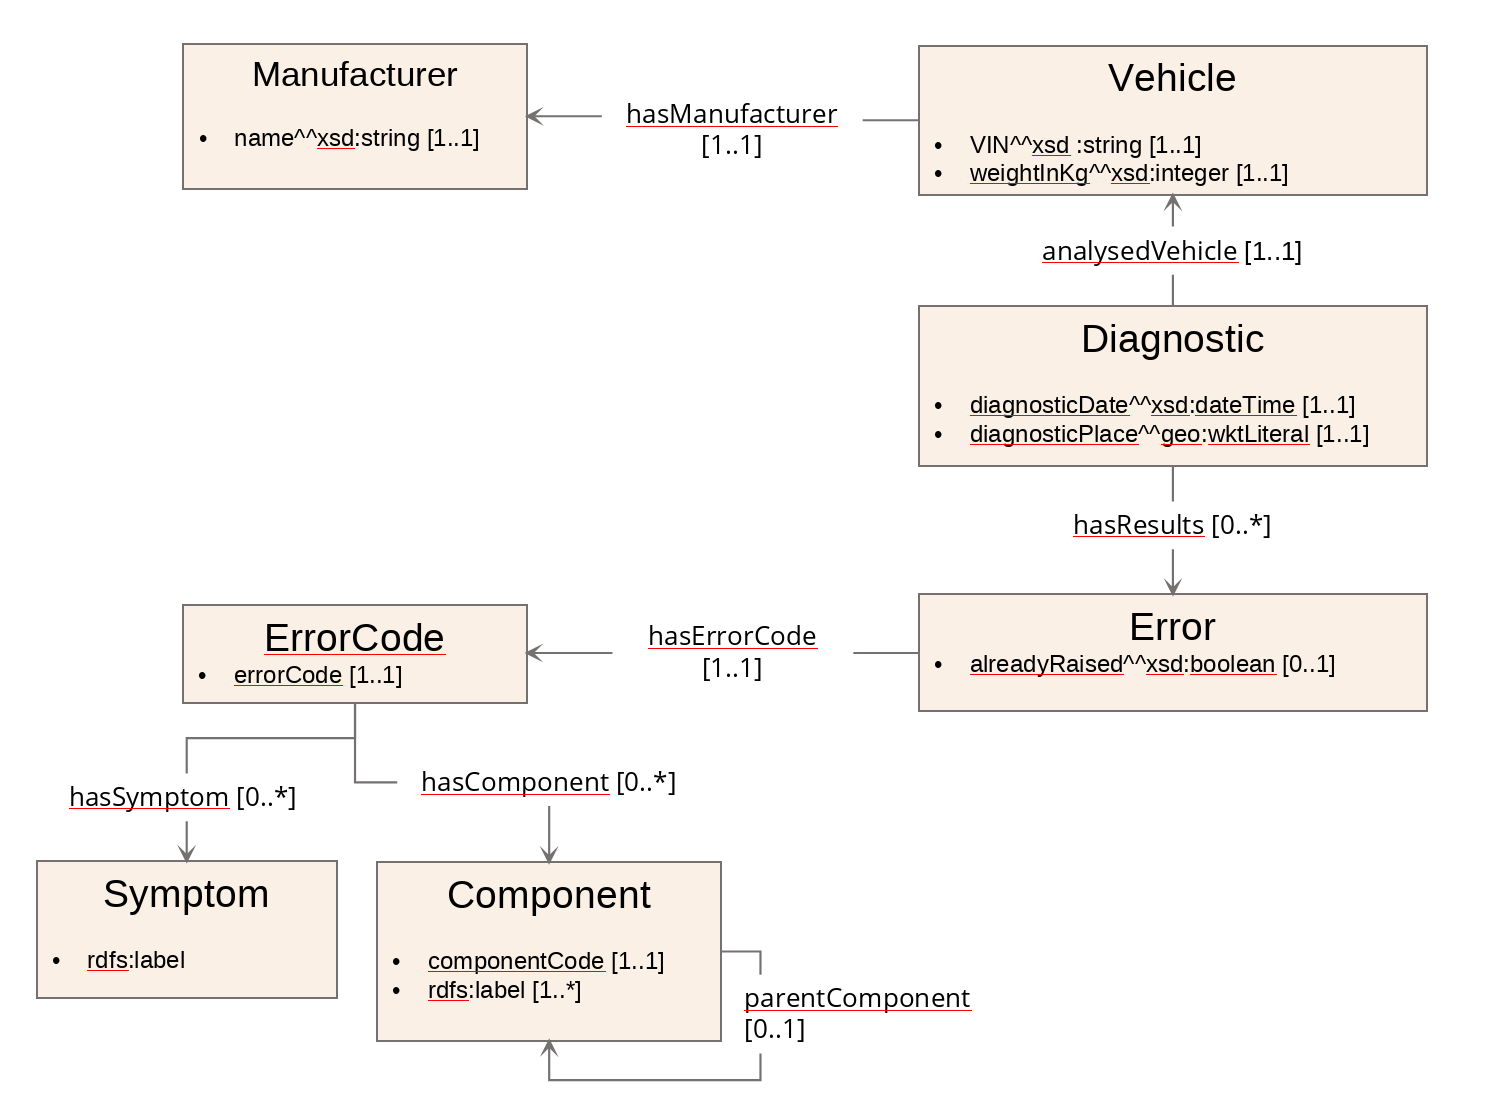 Manufacturer
• name^^xsd:string [1..1]
hasManufacturer
[1..1]
Vehicle
• VIN^^xsd :string [1..1]
• weightInKg^^xsd:integer [1..1]
analysedVehicle [1..1]
Diagnostic
• diagnosticDate^^xsd:dateTime [1..1]
• diagnosticPlace^^geo:wktLiteral [1..1]
hasResults [0..*]
ErrorCode
• errorCode [1..1]
hasErrorCode
[1..1]
Error
• alreadyRaised^^xsd:boolean [0..1]
hasSymptom [0..*]
hasComponent [0..*]
Symptom
• rdfs:label
Component
• componentCode [1..1]
• rdfs:label [1..*]
parentComponent
[0..1]